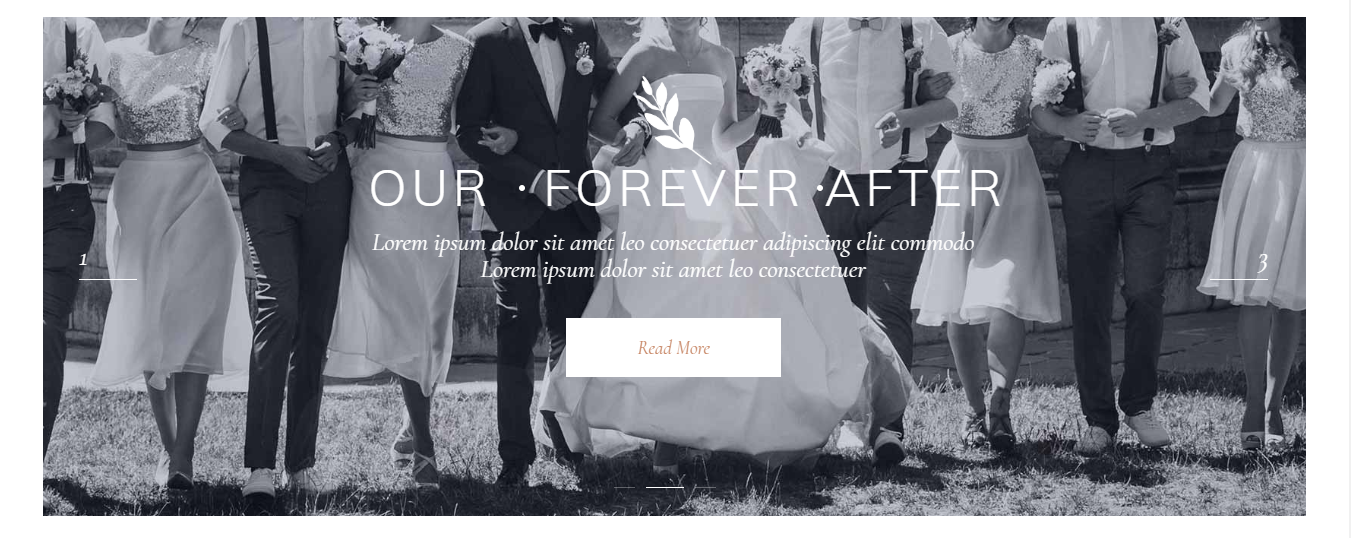 OUR ·FOREVER ·AFTER
Lorem ipsum dolor sit amet leo consectetuer adipiscing elit commodo
Lorem ipsum dolor sit amet leo consectetuer
1
3
Read More